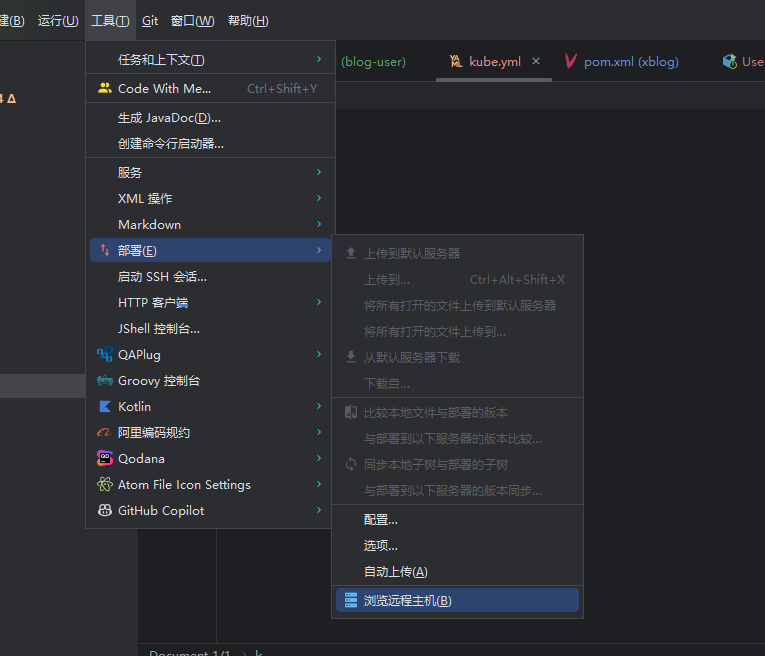 建(B) 运行(U) 工具(T) Git 窗口(W) 帮助(H)
(blog-user) kube.yml pom.xml (xblog) Use
4 Δ
任务和上下文(T)
Code With Me... Ctrl+Shift+Y
生成 JavaDoc(D)...
创建命令行启动器...
服务
XML 操作
Markdown
部署(E)
启动 SSH 会话...
HTTP 客户端
JShell 控制台...
QAPlug
Groovy 控制台
Kotlin
阿里编码规约
Qodana
Atom File Icon Settings
GitHub Copilot
上传到默认服务器
上传到... Ctrl+Alt+Shift+X
将所有打开的文件上传到默认服务器
将所有打开的文件上传到...
从默认服务器下载
下载自...
比较本地文件与部署的版本
与部署到以下服务器的版本比较...
同步本地子树与部署的子树
与部署到以下服务器的版本同步...
配置...
选项...
自动上传(A)
浏览远程主机(B)
Document 1/1 › k